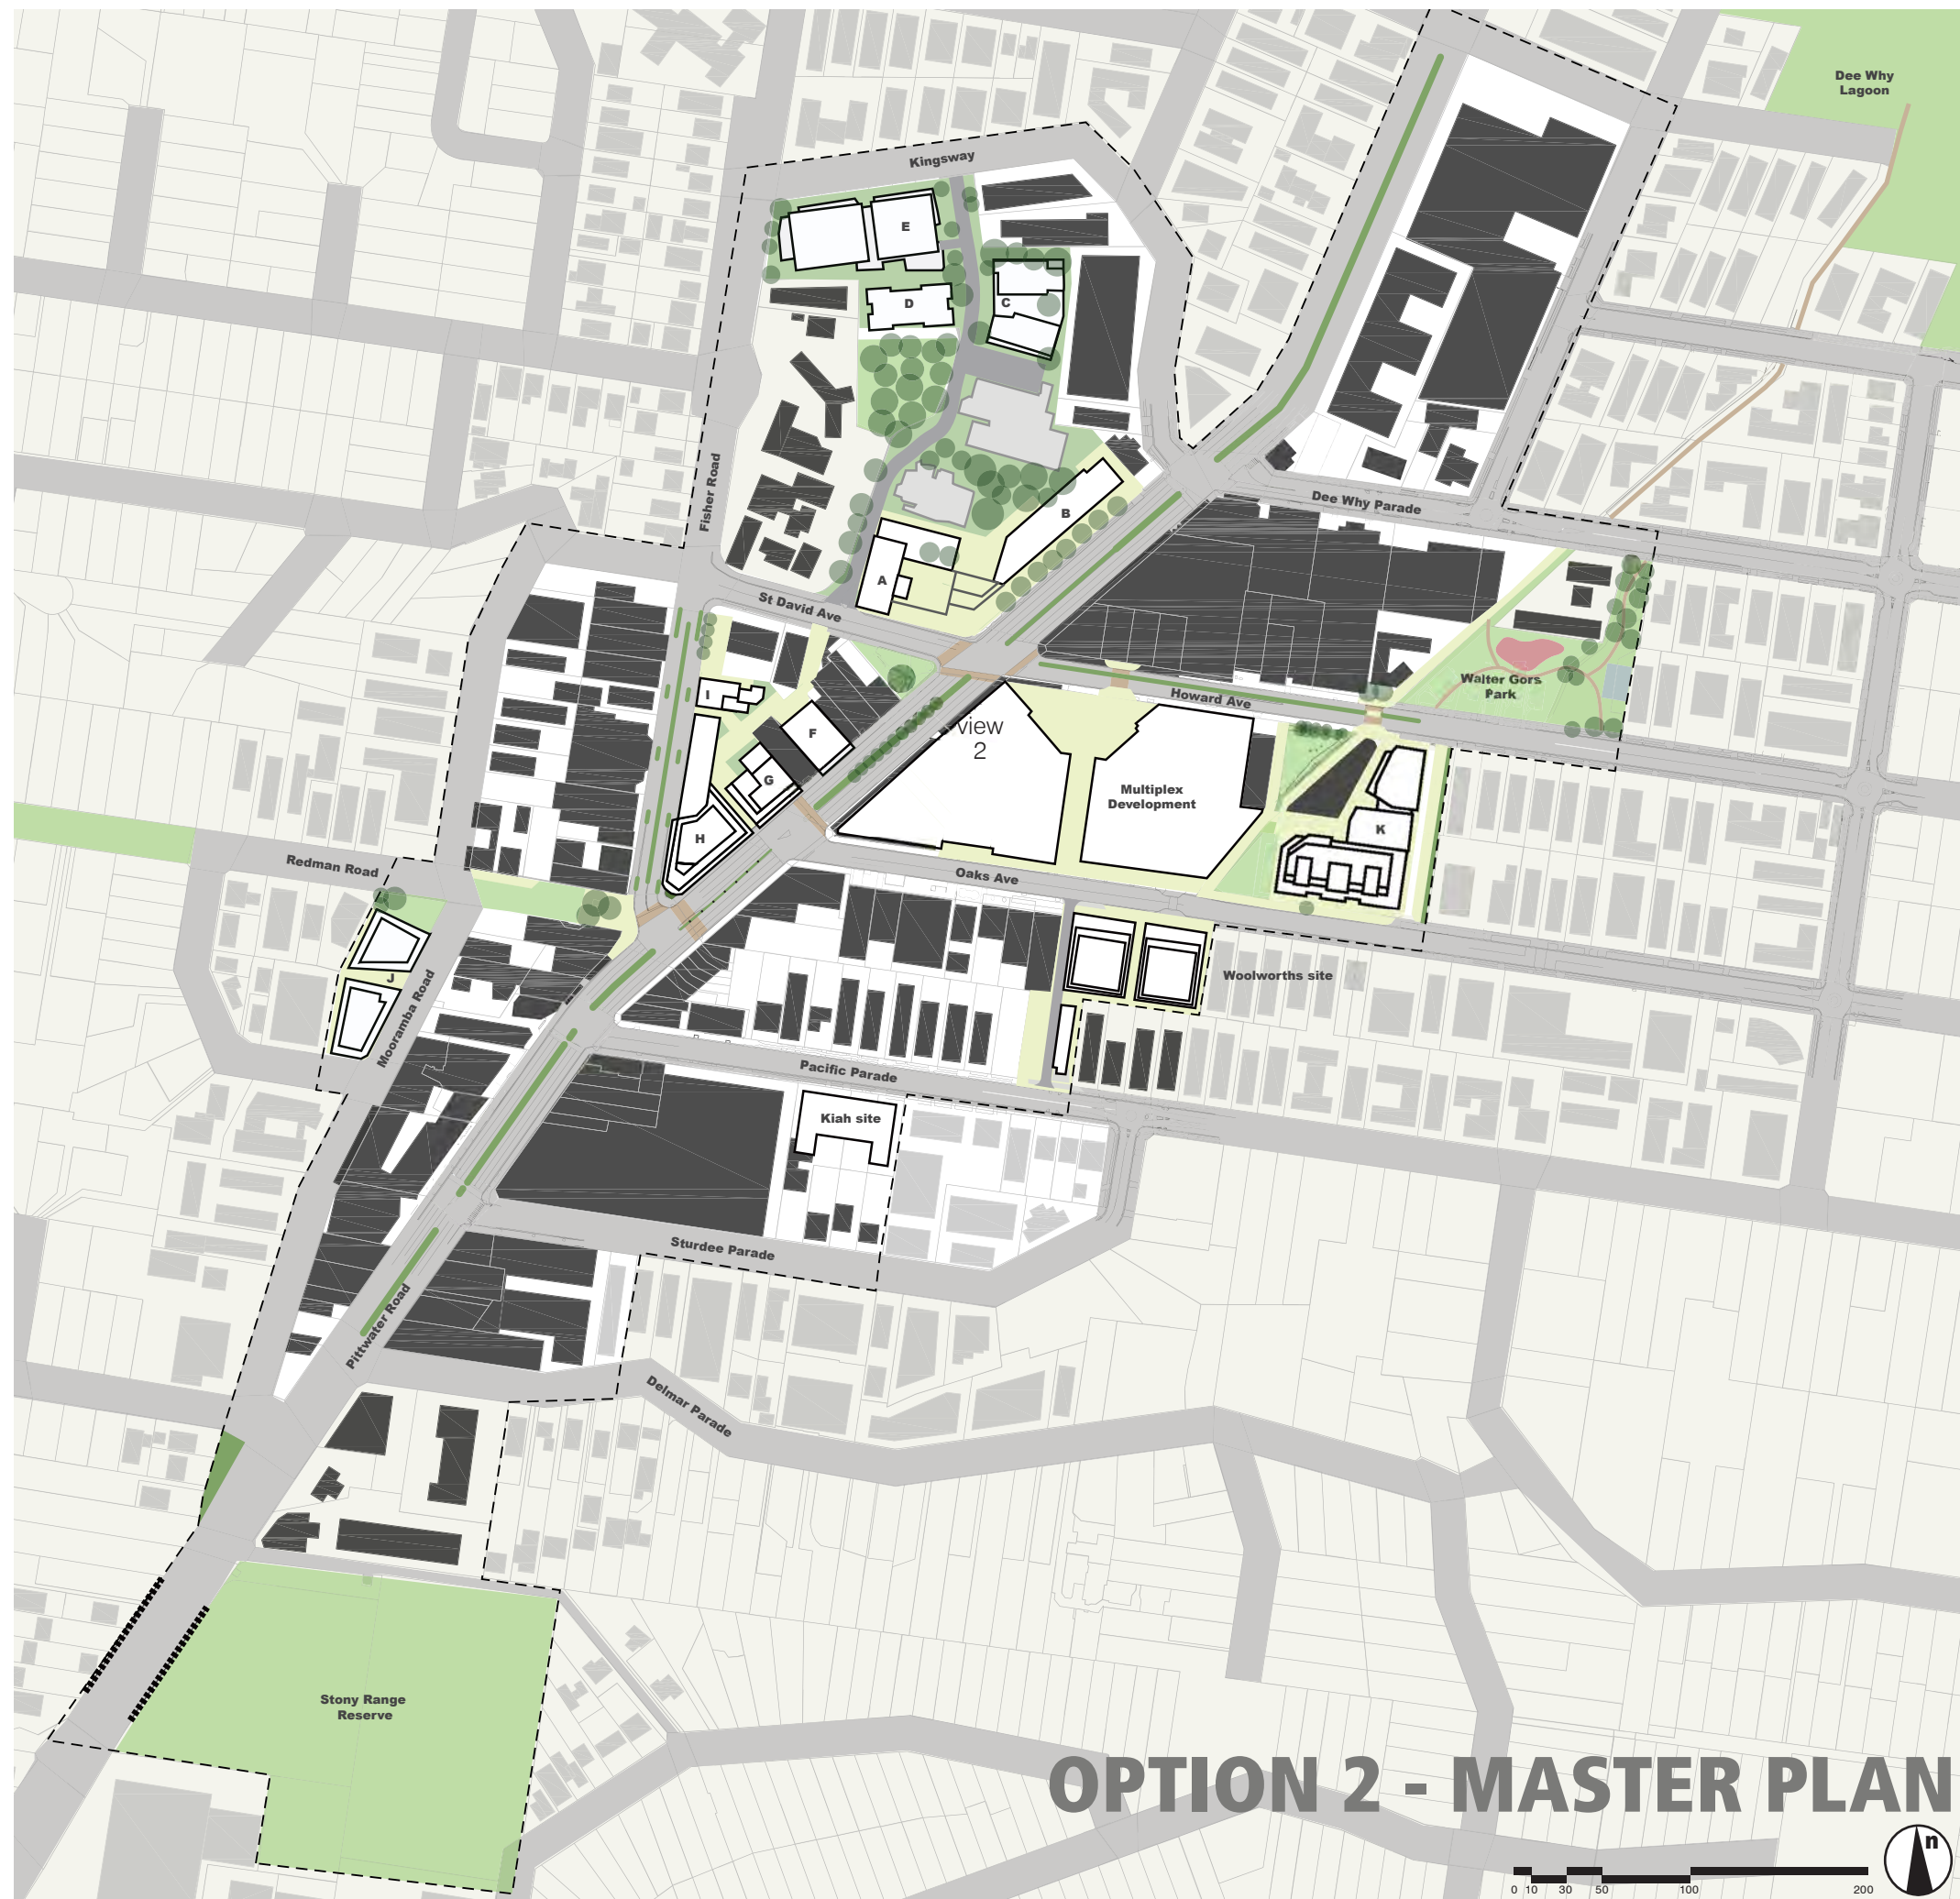 Dee Why
Lagoon
Kingsway
E
D
C
Fisher Road
B
Dee Why Parade
A
St David Ave
I
Walter Gors
Park
Howard Ave
view
2
F
G
Multiplex
Development
H
K
Redman Road
Oaks Ave
J
Woolworths site
Mooramba Road
Pacific Parade
Kiah site
Sturdee Parade
Pittwater Road
Delmar Parade
Stony Range
Reserve
OPTION 2 - MASTER PLAN
n
0 10 30 50 100 200